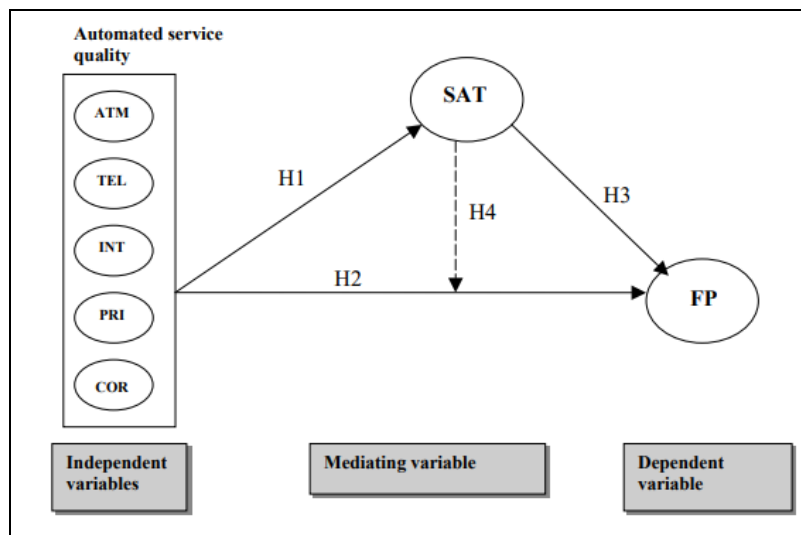 Automated service
quality
ATM
TEL
INT
PRI
COR
SAT
H1
H4
H3
H2
FP
Independent
variables
Mediating variable
Dependent
variable